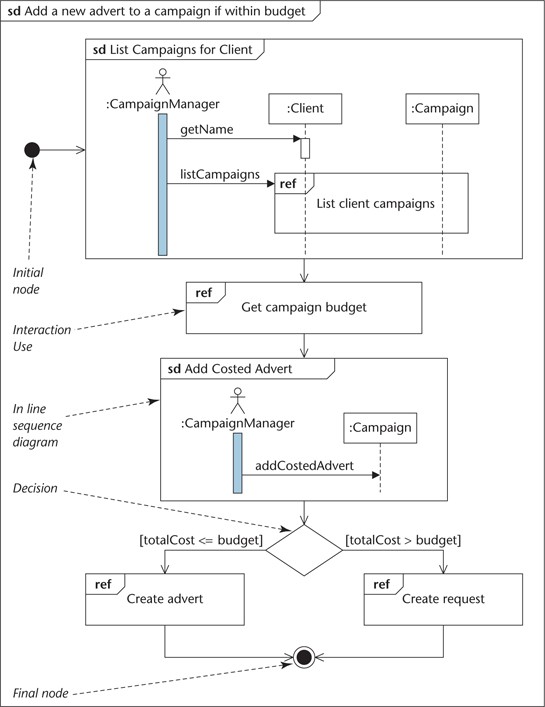 sd Add a new advert to a campaign if within budget
sd List Campaigns for Client
:CampaignManager
:Client
:Campaign
getName
listCampaigns
ref
List client campaigns
Initial
node
ref
Get campaign budget
Interaction
Use
sd Add Costed Advert
:CampaignManager
:Campaign
addCostedAdvert
In line
sequence
diagram
Decision
[totalCost <= budget]
[totalCost > budget]
ref
Create advert
ref
Create request
Final node